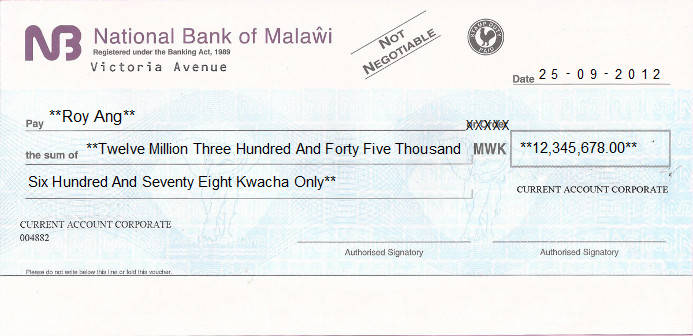 NB National Bank of Malaŵi
Registered under the Banking Act, 1989
Victoria Avenue
NOT NEGOTIABLE
STAMP DUTY PAID
Date 25-09-2012
Pay **Roy Ang**
XXXXX
the sum of **Twelve Million Three Hundred And Forty Five Thousand MWK **12,345,678.00**
Six Hundred And Seventy Eight Kwacha Only**
CURRENT ACCOUNT CORPORATE
CURRENT ACCOUNT CORPORATE
004882
Authorised Signatory Authorised Signatory
Please do not write below this line or fold this voucher.